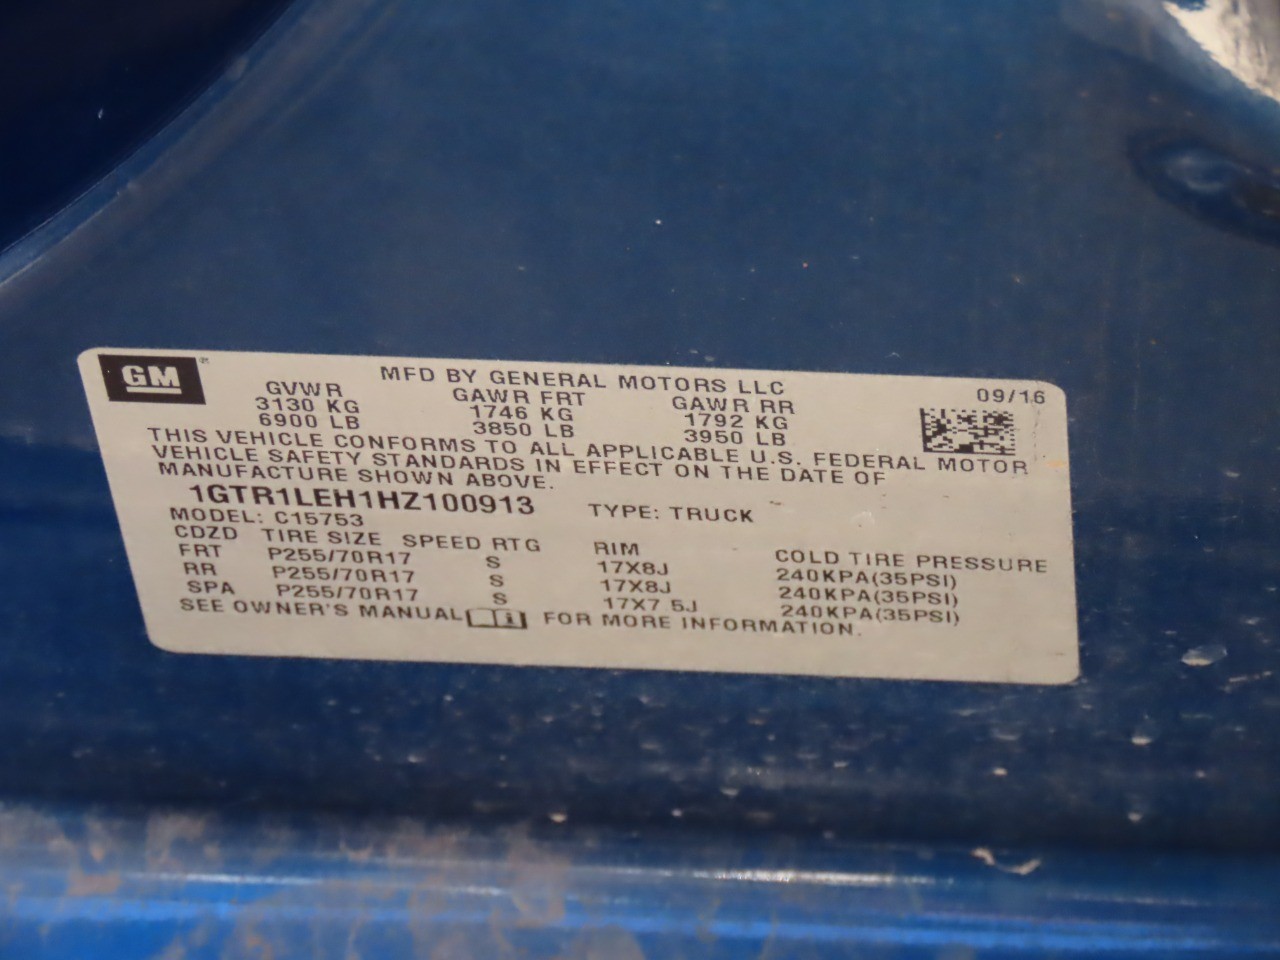 GM
MFD BY GENERAL MOTORS LLC 09/16
GVWR GAWR FRT GAWR RR
3130 KG 1746 KG 1792 KG
6900 LB 3850 LB 3950 LB
THIS VEHICLE CONFORMS TO ALL APPLICABLE U.S. FEDERAL MOTOR
VEHICLE SAFETY STANDARDS IN EFFECT ON THE DATE OF
MANUFACTURE SHOWN ABOVE.
1GTR1LEH1HZ100913 TYPE: TRUCK
MODEL: C15753
CDZD TIRE SIZE SPEED RTG RIM COLD TIRE PRESSURE
FRT P255/70R17 S 17X8J 240KPA(35PSI)
RR P255/70R17 S 17X8J 240KPA(35PSI)
SPA P255/70R17 S 17X7 5J 240KPA(35PSI)
SEE OWNER'S MANUAL FOR MORE INFORMATION.